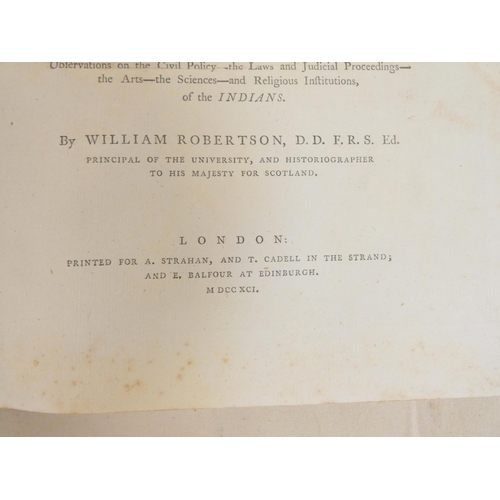 Observations on the Civil Policy—the Laws and Judicial Proceedings—
the Arts—the Sciences—and Religious Inſtitutions,
of the INDIANS.
By WILLIAM ROBERTSON, D.D. F.R.S. Ed.
PRINCIPAL OF THE UNIVERSITY, AND HISTORIOGRAPHER
TO HIS MAJESTY FOR SCOTLAND.
LONDON:
PRINTED FOR A. STRAHAN, AND T. CADELL IN THE STRAND;
AND E. BALFOUR AT EDINBURGH.
M DCC XCI.